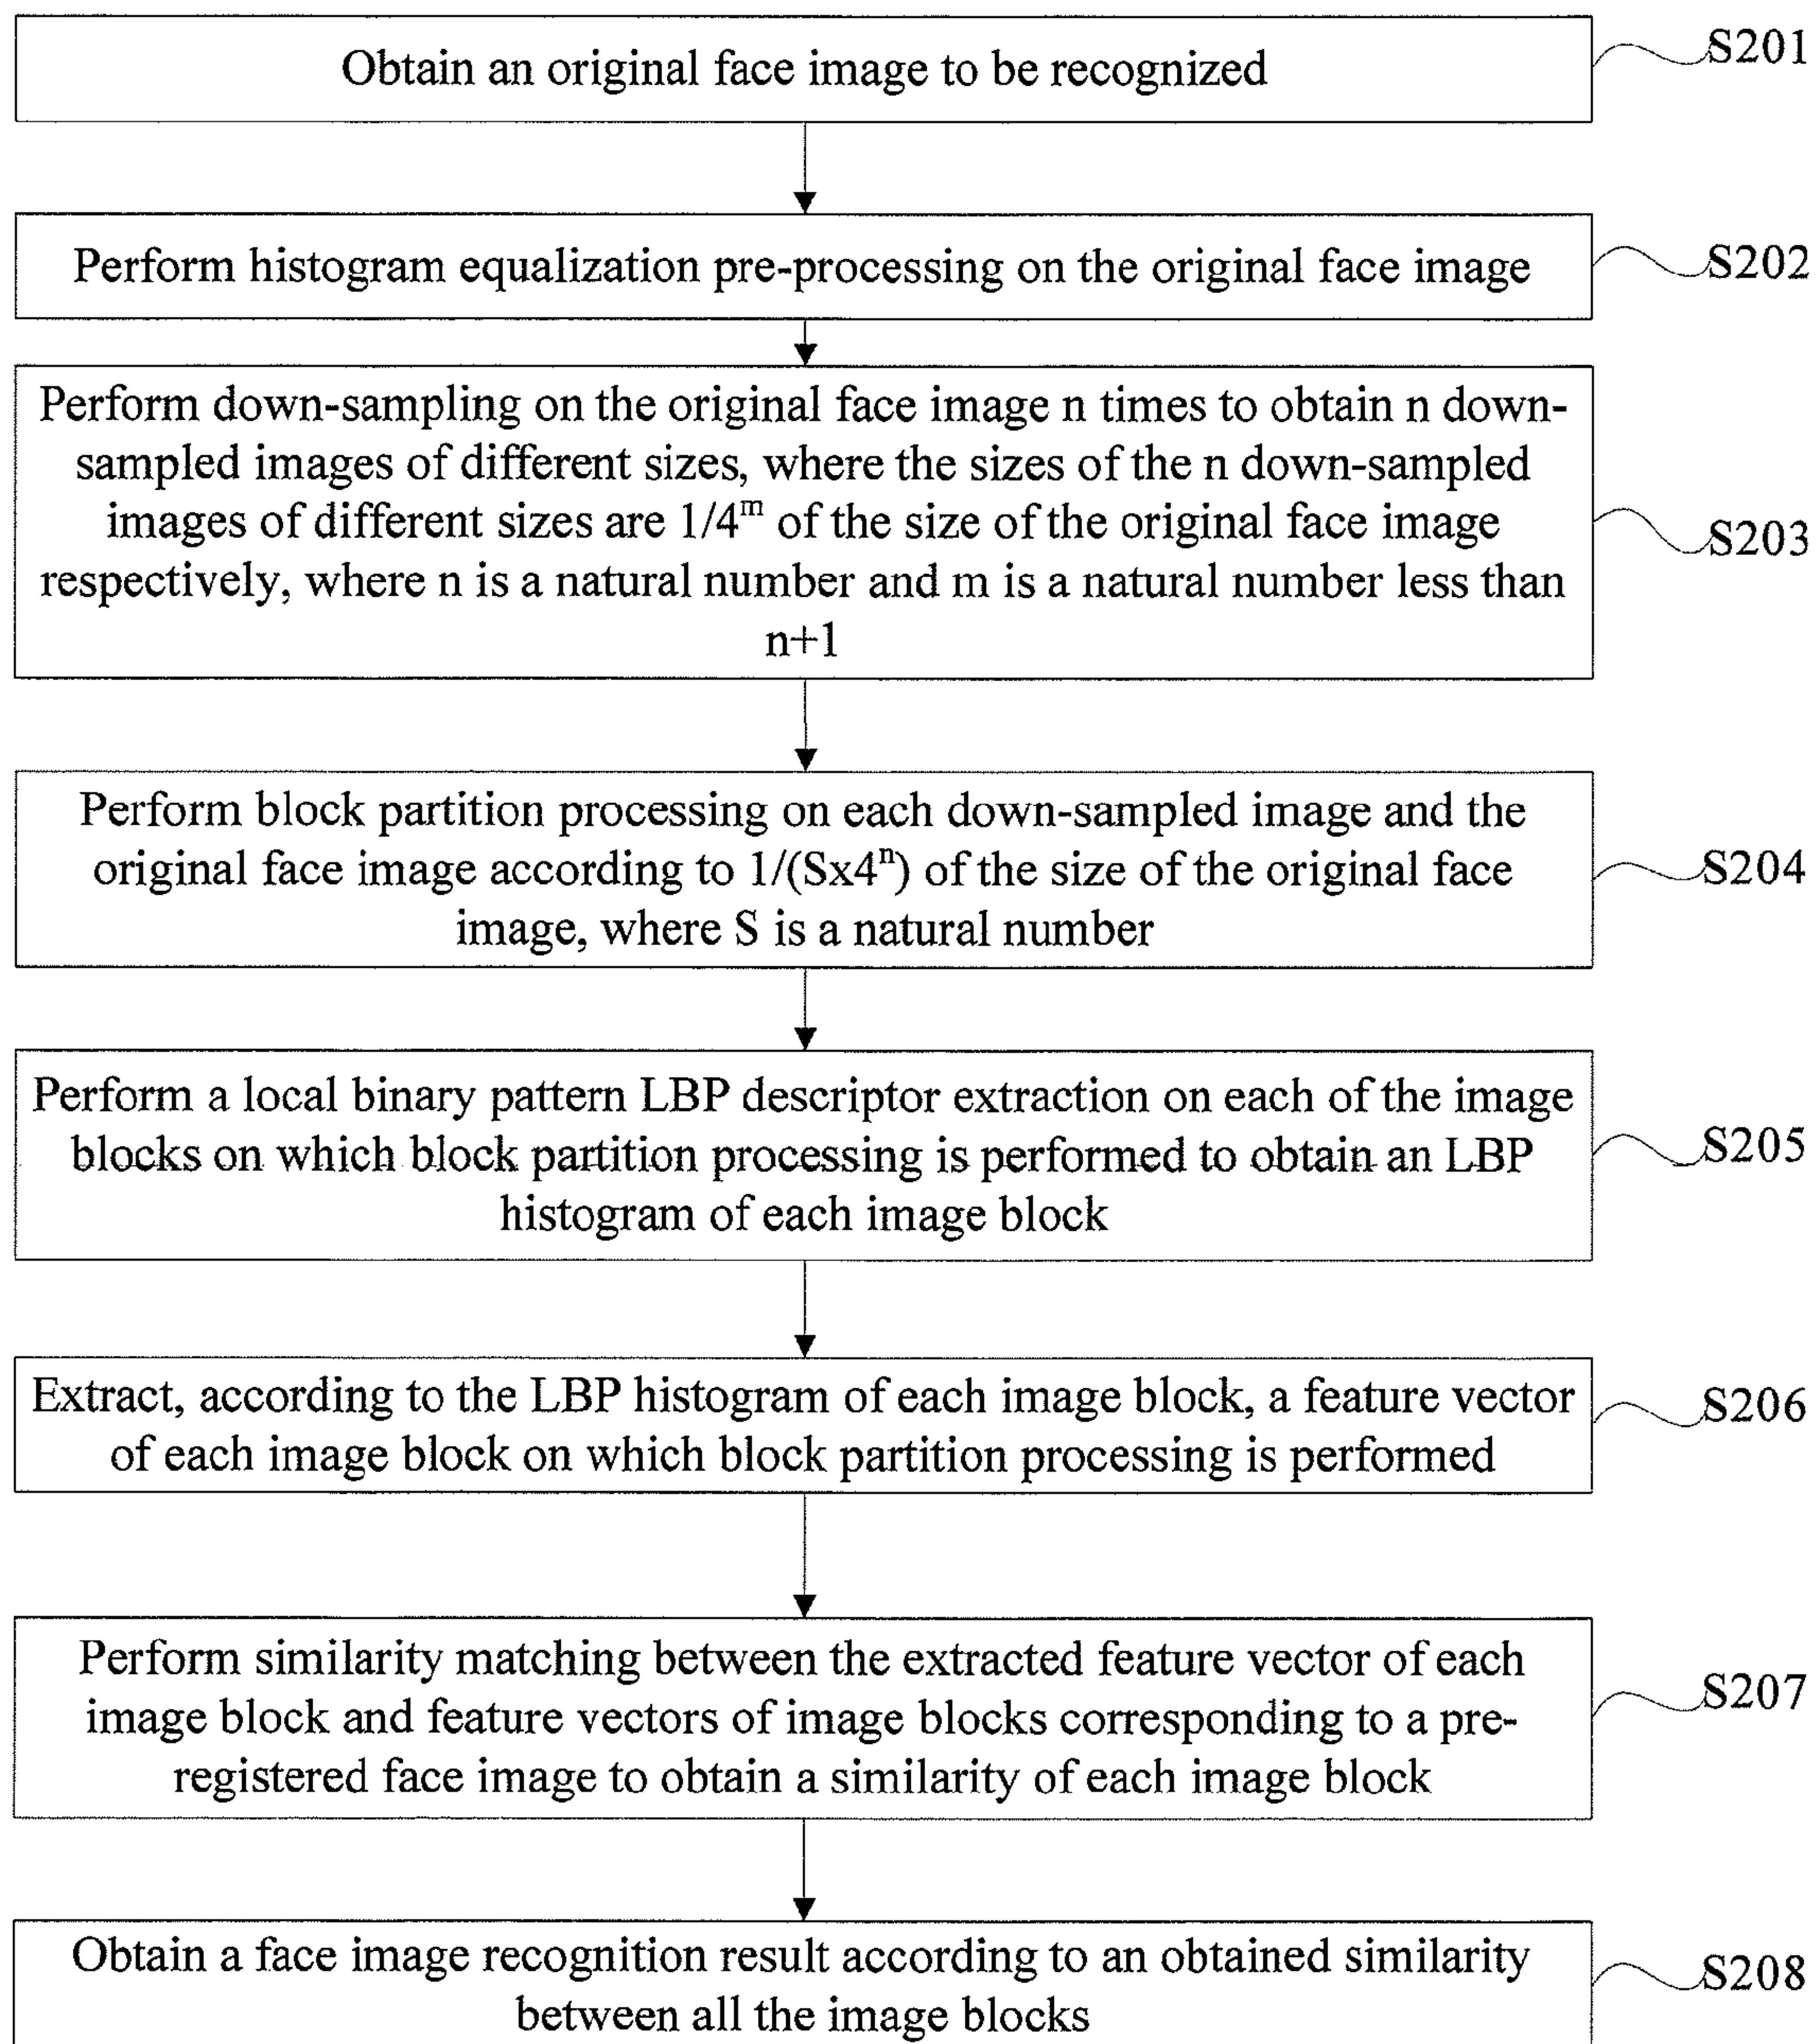 Obtain an original face image to be recognized
S201
Perform histogram equalization pre-processing on the original face image
S202
Perform down-sampling on the original face image n times to obtain n down-
sampled images of different sizes, where the sizes of the n down-sampled
images of different sizes are 1/4^m of the size of the original face image
respectively, where n is a natural number and m is a natural number less than
n+1
S203
Perform block partition processing on each down-sampled image and the
original face image according to 1/(Sx4^n) of the size of the original face
image, where S is a natural number
S204
Perform a local binary pattern LBP descriptor extraction on each of the image
blocks on which block partition processing is performed to obtain an LBP
histogram of each image block
S205
Extract, according to the LBP histogram of each image block, a feature vector
of each image block on which block partition processing is performed
S206
Perform similarity matching between the extracted feature vector of each
image block and feature vectors of image blocks corresponding to a pre-
registered face image to obtain a similarity of each image block
S207
Obtain a face image recognition result according to an obtained similarity
between all the image blocks
S208